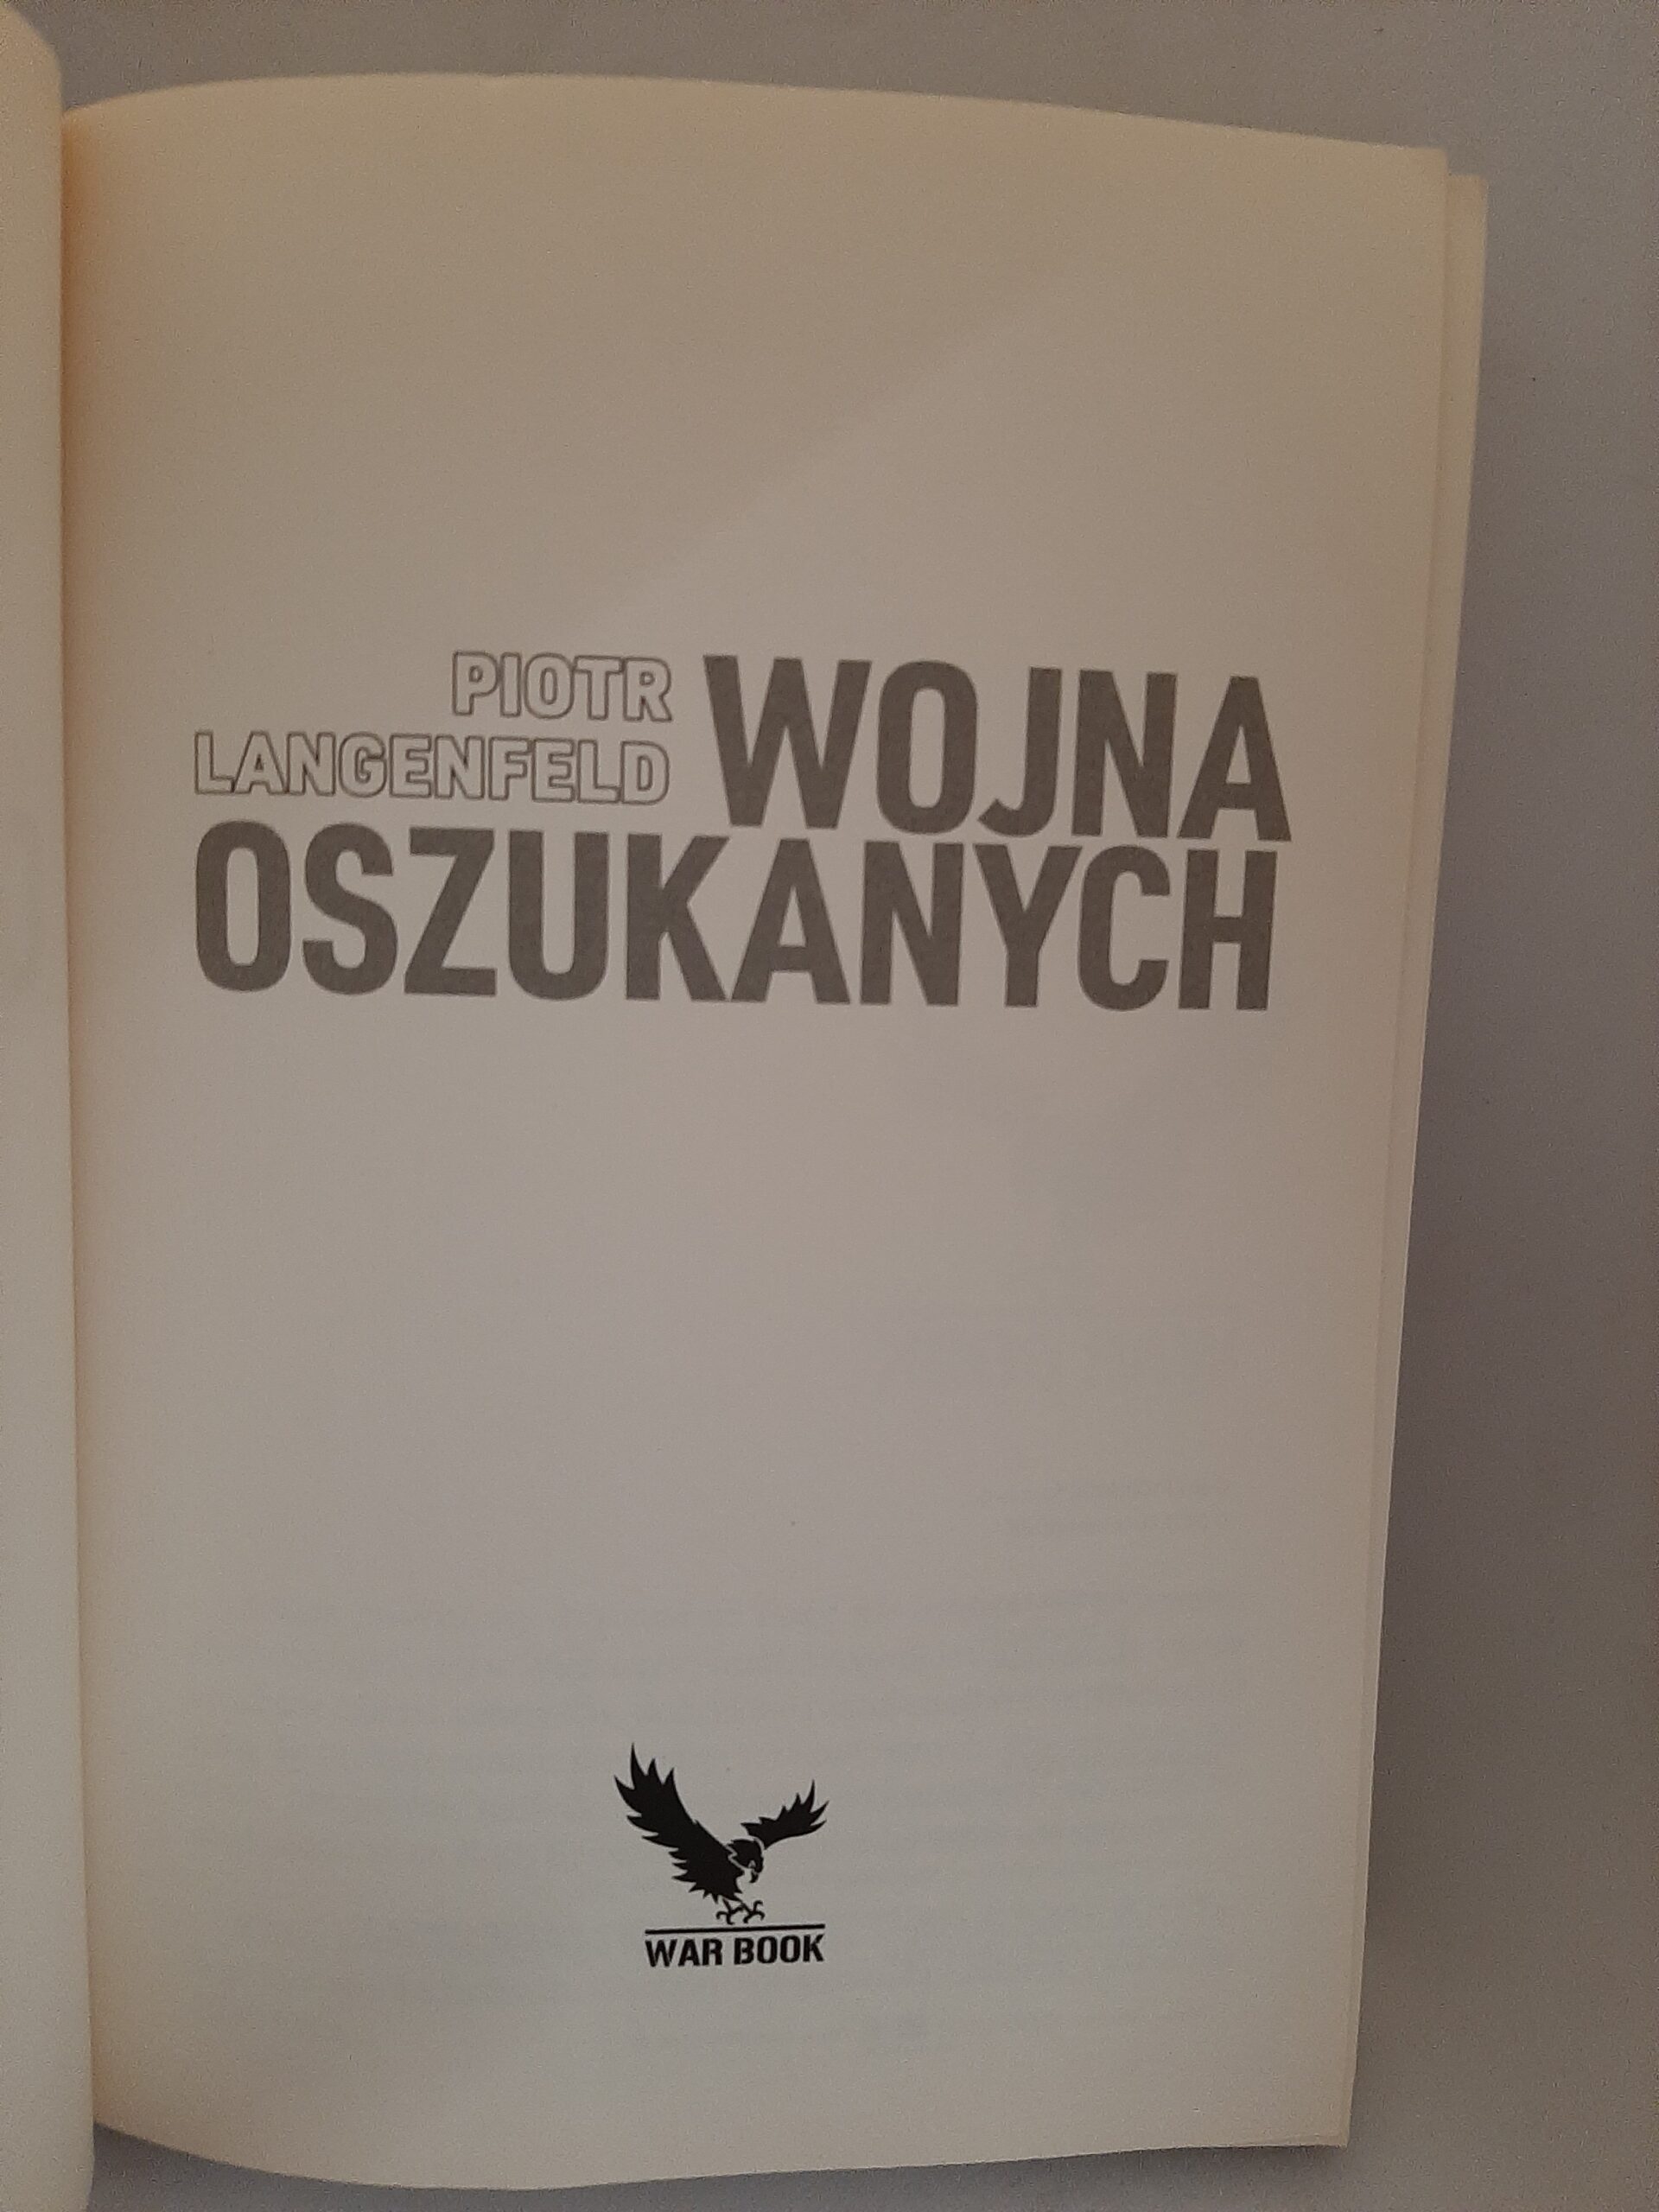 PIOTR
LANGENFELD
WOJNA
OSZUKANYCH
WAR BOOK